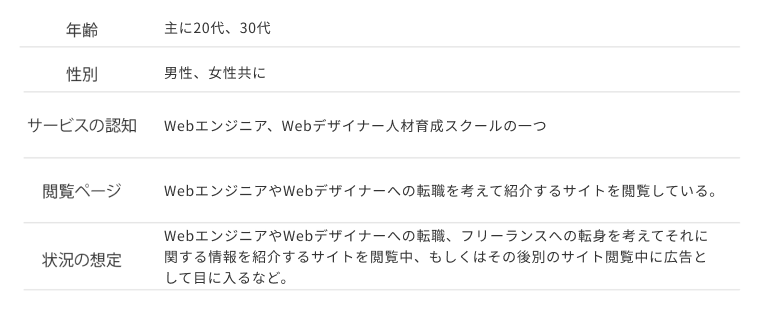 年齢
主に20代、30代
性別
男性、女性共に
サービスの認知
Webエンジニア、Webデザイナー人材育成スクールの一つ
閲覧ページ
WebエンジニアやWebデザイナーへの転職を考えて紹介するサイトを閲覧している。
状況の想定
WebエンジニアやWebデザイナーへの転職、フリーランスへの転身を考えてそれに
関する情報を紹介するサイトを閲覧中、もしくはその後別のサイト閲覧中に広告と
して目に入るなど。